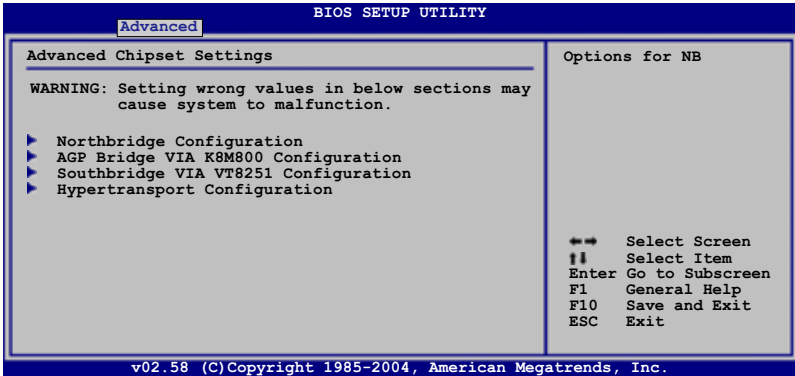 BIOS SETUP UTILITY
Advanced
Advanced Chipset Settings
WARNING: Setting wrong values in below sections may
cause system to malfunction.
Northbridge Configuration
AGP Bridge VIA K8M800 Configuration
Southbridge VIA VT8251 Configuration
Hypertransport Configuration
Options for NB
Select Screen
Select Item
Enter Go to Subscreen
F1 General Help
F10 Save and Exit
ESC Exit
v02.58 (C)Copyright 1985-2004, American Megatrends, Inc.